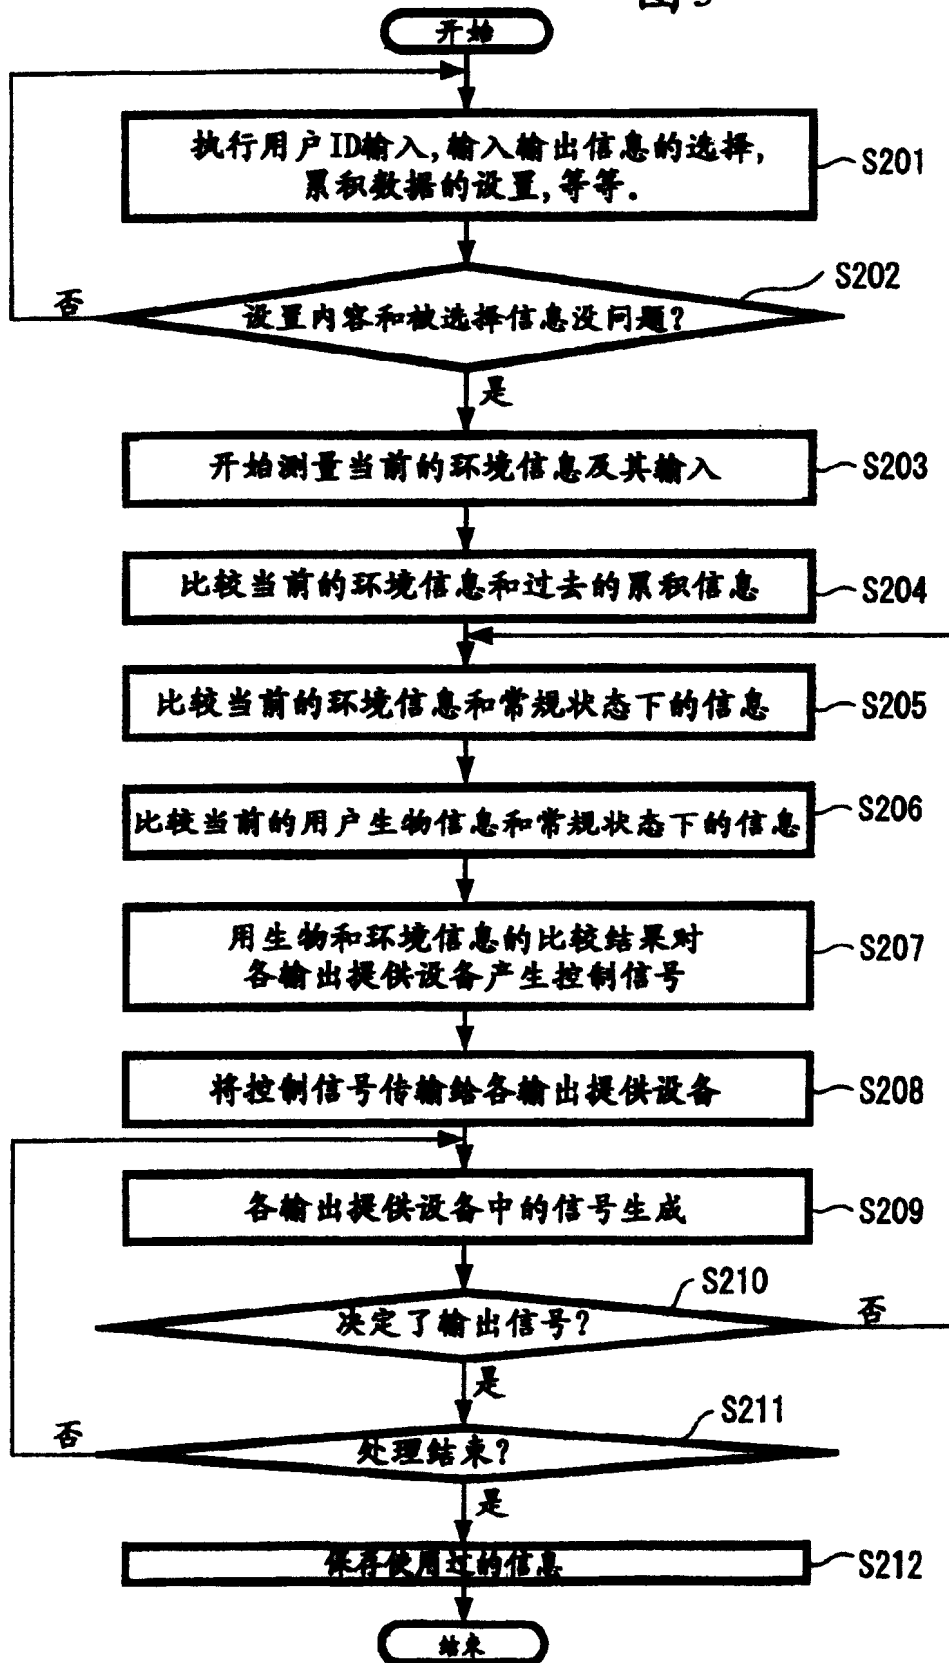 开始
执行用户ID输入,输入输出信息的选择,
累积数据的设置,等等.
S201
S202
设置内容和被选择信息没问题?
否
是
开始测量当前的环境信息及其输入
S203
比较当前的环境信息和过去的累积信息
S204
比较当前的环境信息和常规状态下的信息
S205
比较当前的用户生物信息和常规状态下的信息
S206
用生物和环境信息的比较结果对
各输出提供设备产生控制信号
S207
将控制信号传输给各输出提供设备
S208
各输出提供设备中的信号生成
S209
S210
决定了输出信号?
否
是
S211
处理结束?
否
是
保存使用过的信息
S212
结束